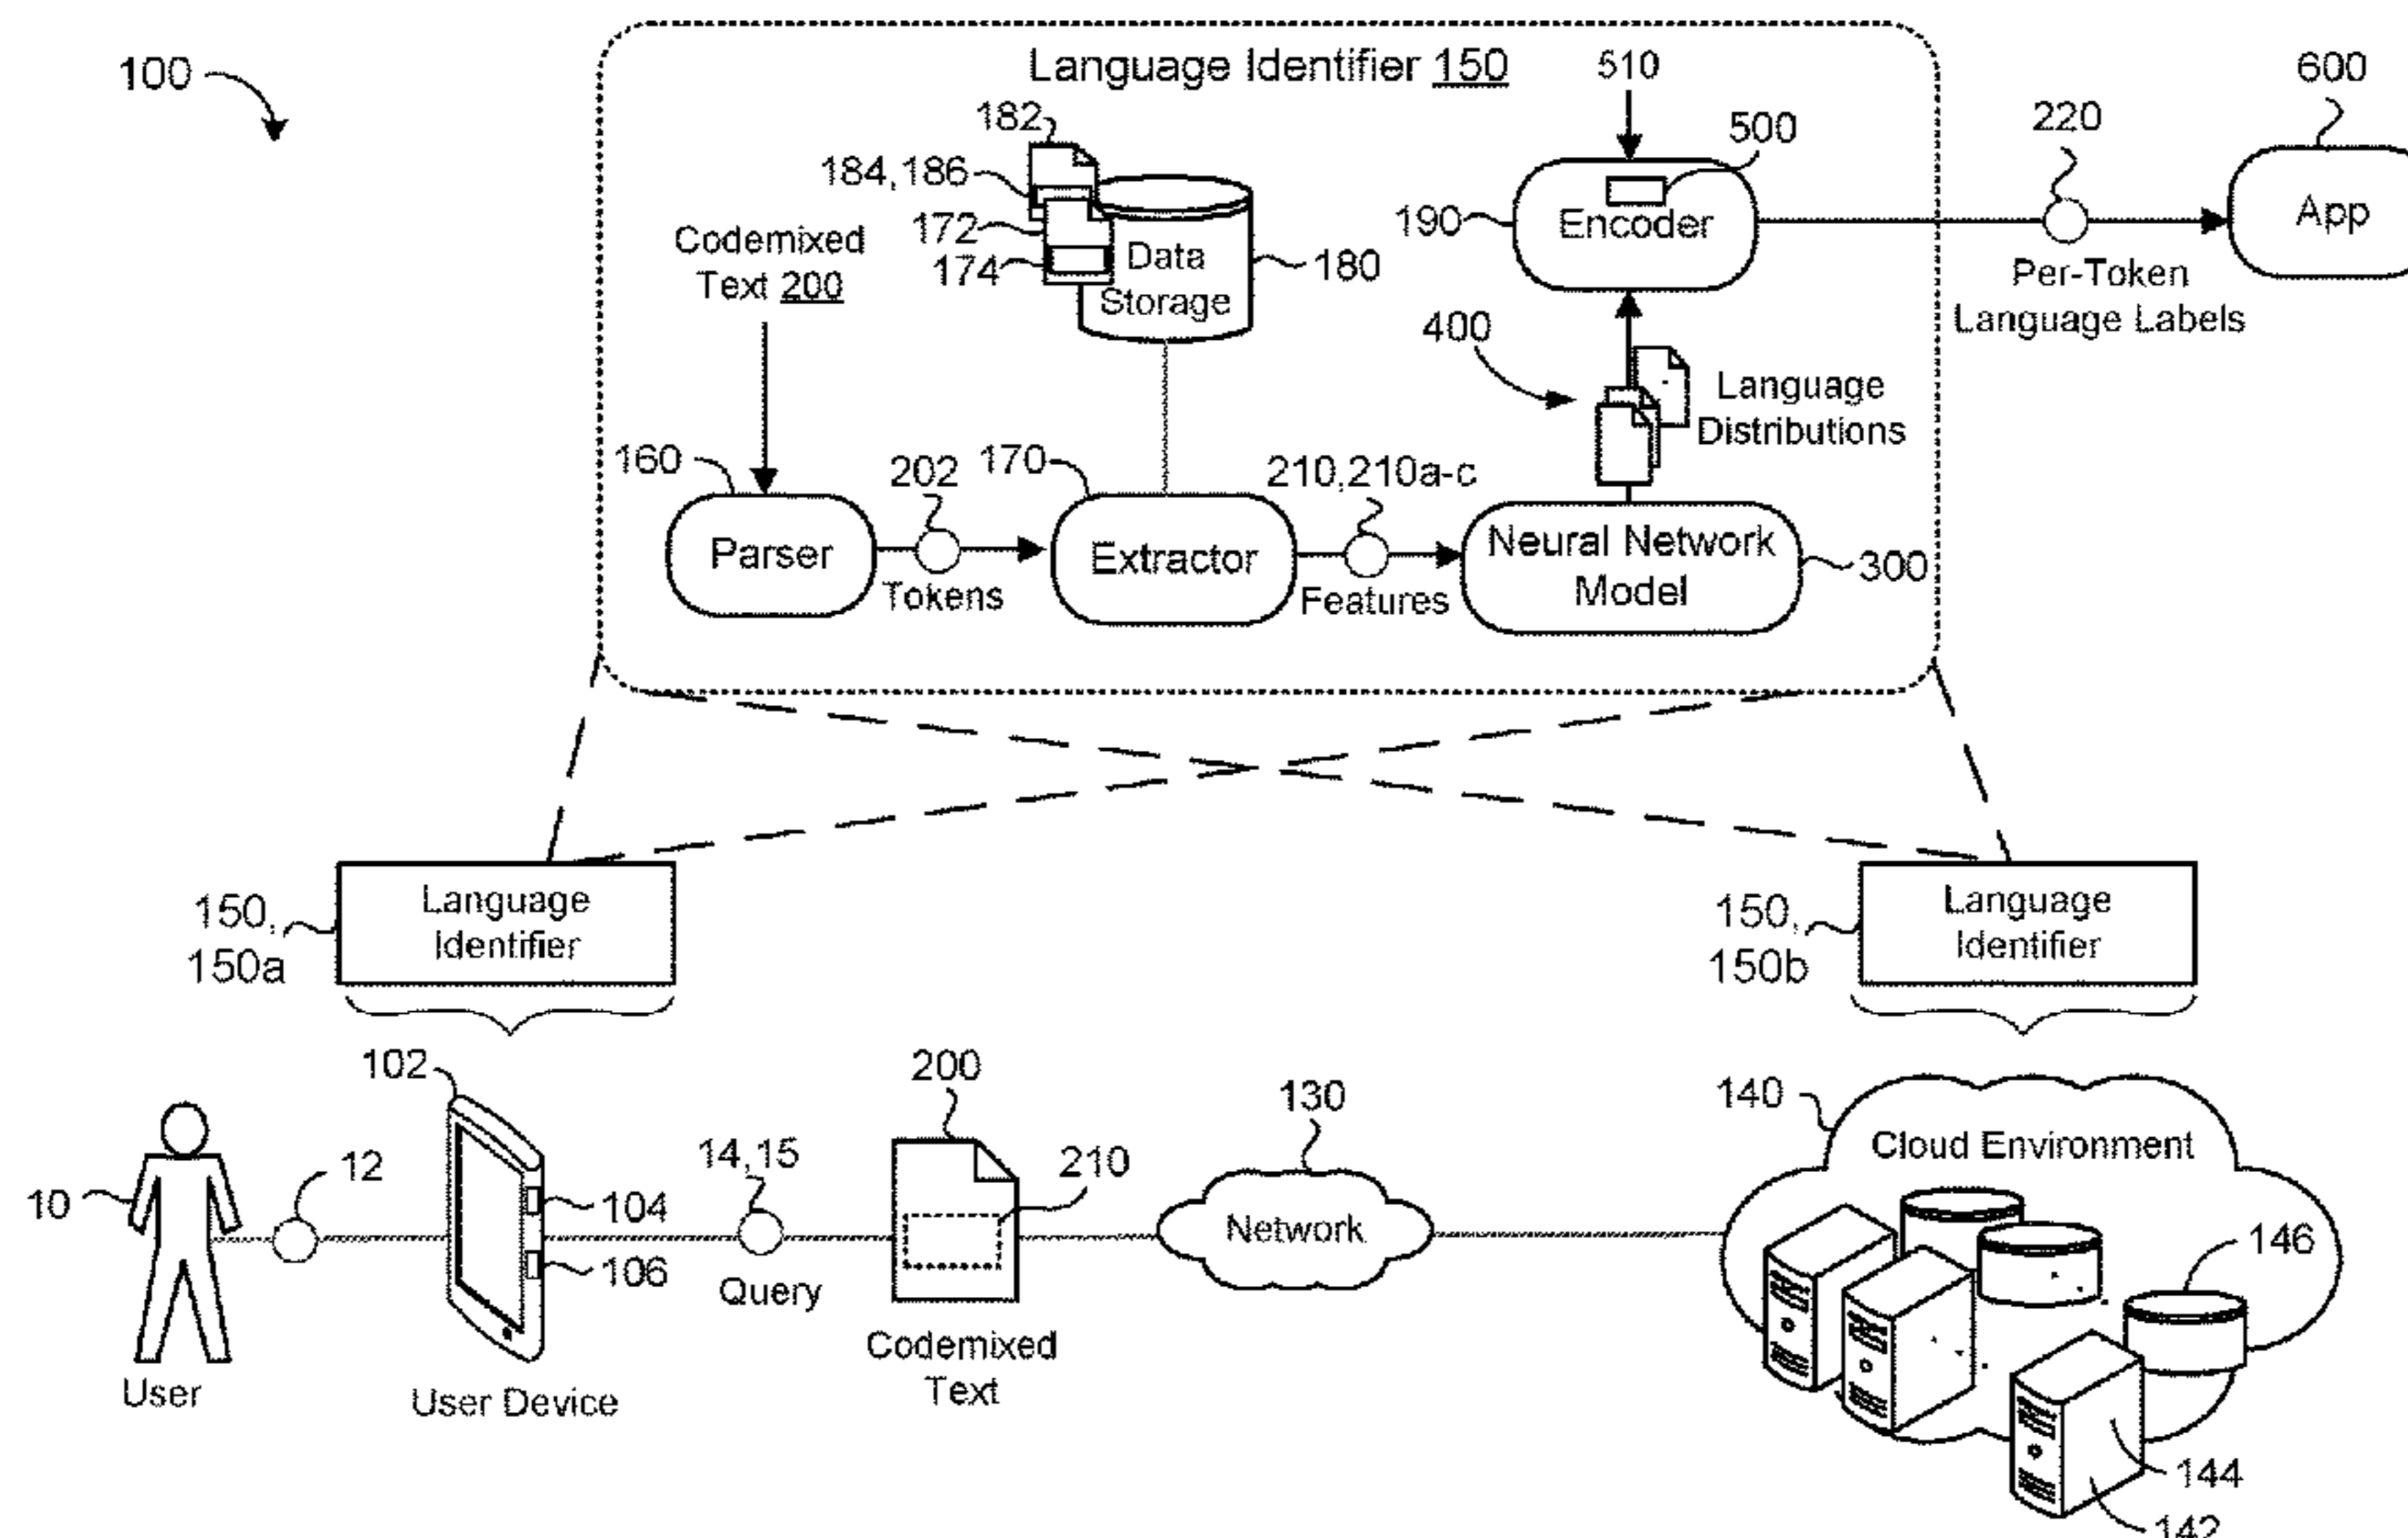 100
Language Identifier 150
510
600
182
500
220
184,186
172
174
Data
Storage
180
190
Encoder
App
Codemixed
Text 200
Per-Token
Language Labels
400
Language
Distributions
160
202
170
210,210a-c
Parser
Tokens
Extractor
Features
Neural Network
Model
300
150,
150a
Language
Identifier
150,
150b
Language
Identifier
102
200
130
140
Cloud Environment
10
12
104
106
14,15
Query
210
Network
146
User
User Device
Codemixed
Text
144
142